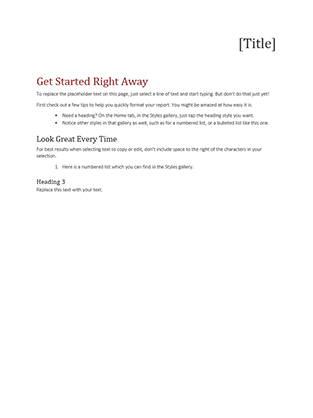 [Title]
Get Started Right Away
To replace the placeholder text on this page, just select a line of text and start typing. But don't do that just yet!
First check out a few tips to help you quickly format your report. You might be amazed at how easy it is.
• Need a heading? On the Home tab, in the Styles gallery, just tap the heading style you want.
• Notice other styles in that gallery as well, such as for a numbered list, or a bulleted list like this one.
Look Great Every Time
For best results when selecting text to copy or edit, don't include space to the right of the characters in your
selection.
1. Here is a numbered list which you can find in the Styles gallery.
Heading 3
Replace this text with your text.